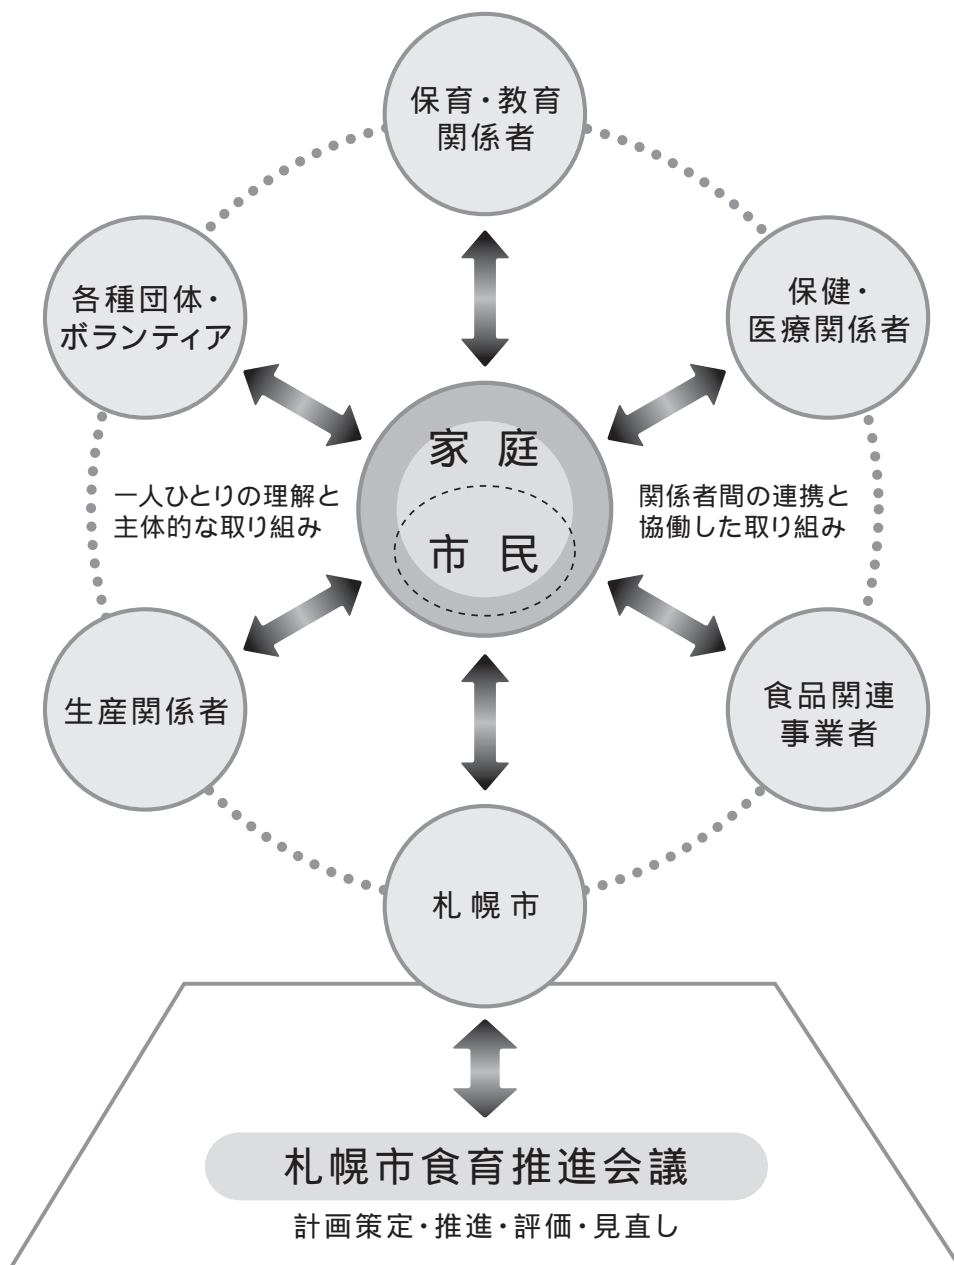 保育・教育
関係者
各種団体・
ボランティア
保健・
医療関係者
家庭
市民
一人ひとりの理解と
主体的な取り組み
関係者間の連携と
協働した取り組み
生産関係者
食品関連
事業者
札幌市
札幌市食育推進会議
計画策定・推進・評価・見直し